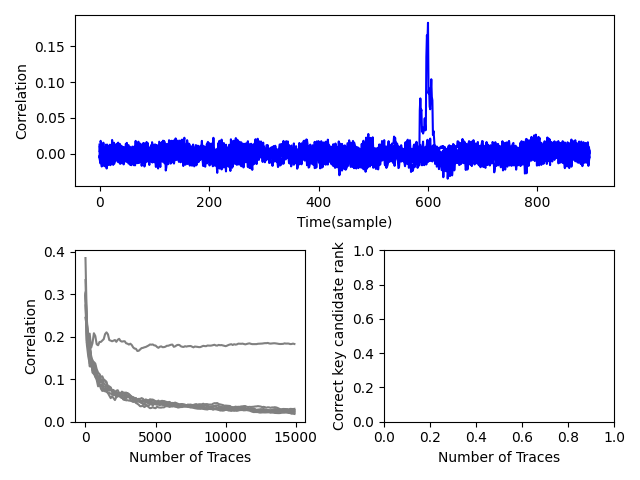 0.15
0.10
0.05
0.00
Correlation
0 200 400 600 800
Time(sample)
0.4
0.3
0.2
0.1
0.0
Correlation
0 5000 10000 15000
Number of Traces
1.0
0.8
0.6
0.4
0.2
0.0
Correct key candidate rank
0.0 0.2 0.4 0.6 0.8 1.0
Number of Traces